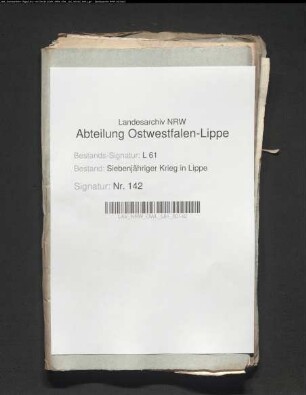 Landesarchiv NRW
Abteilung Ostwestfalen-Lippe
Bestands-Signatur: L 61
Bestand: Siebenjähriger Krieg in Lippe
Signatur: Nr. 142